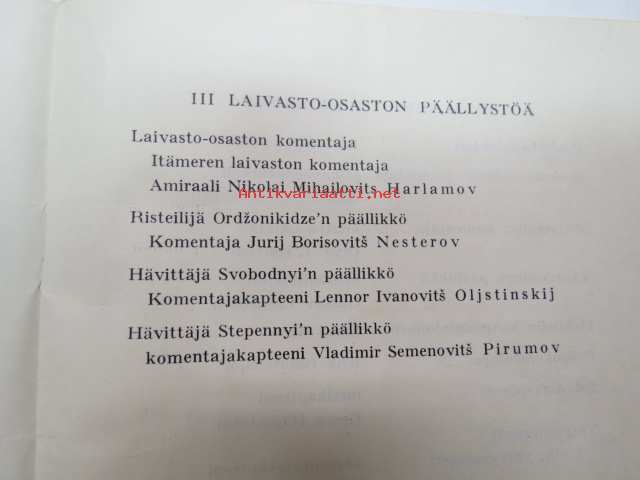 III LAIVASTO-OSASTON PÄÄLLYSTÖÄ
Laivasto-osaston komentaja
Itämeren laivaston komentaja
Amiraali Nikolai Mihailovits Harlamov
Antikvariaatti.net
Risteilijä Ordžonikidze'n päällikkö
Komentaja Jurij Borisovitš Nesterov
Hävittäjä Svobodnyi'n päällikkö
Komentajakapteeni Lennor Ivanovitš Oljstinskij
Hävittäjä Stepennyi'n päällikkö
komentajakapteeni Vladimir Semenovitš Pirumov